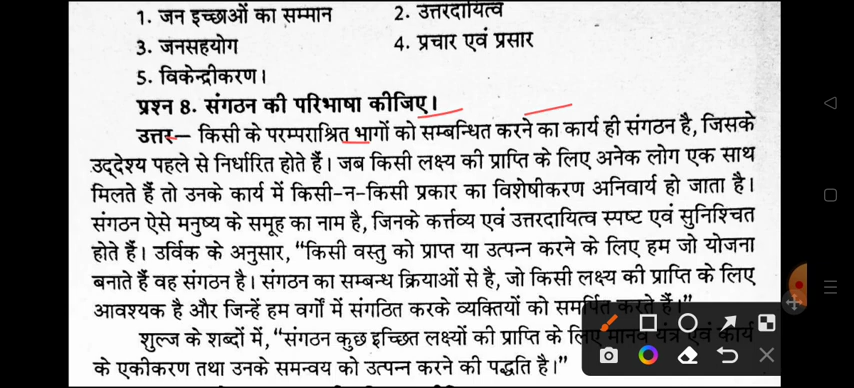 1. जन इच्छाओं का सम्मान 2. उत्तरदायित्व
3. जनसहयोग 4. प्रचार एवं प्रसार
5. विकेन्द्रीकरण।
प्रश्न 8. संगठन की परिभाषा कीजिए।
उत्तर— किसी के परम्पराश्रित भागों को सम्बन्धित करने का कार्य ही संगठन है, जिसके
उद्देश्य पहले से निर्धारित होते हैं। जब किसी लक्ष्य की प्राप्ति के लिए अनेक लोग एक साथ
मिलते हैं तो उनके कार्य में किसी-न-किसी प्रकार का विशेषीकरण अनिवार्य हो जाता है।
संगठन ऐसे मनुष्य के समूह का नाम है, जिनके कर्त्तव्य एवं उत्तरदायित्व स्पष्ट एवं सुनिश्चित
होते हैं। उर्विक के अनुसार, “किसी वस्तु को प्राप्त या उत्पन्न करने के लिए हम जो योजना
बनाते हैं वह संगठन है। संगठन का सम्बन्ध क्रियाओं से है, जो किसी लक्ष्य की प्राप्ति के लिए
आवश्यक है और जिन्हें हम वर्गों में संगठित करके व्यक्तियों को समर्पित करते हैं।”
शुल्ज के शब्दों में, “संगठन कुछ इच्छित लक्ष्यों की प्राप्ति के लिए मानव यंत्र एवं कार्य
के एकीकरण तथा उनके समन्वय को उत्पन्न करने की पद्धति है।”